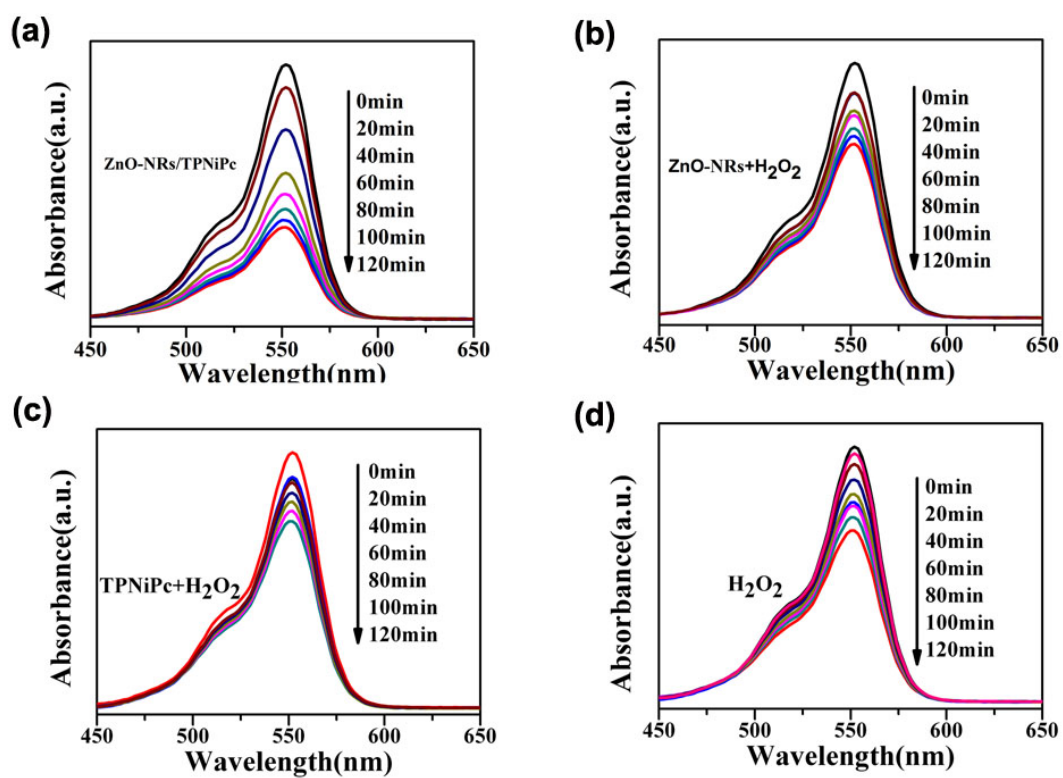 (a)
Absorbance(a.u.)
ZnO-NRs/TPNiPc
0min
20min
40min
60min
80min
100min
120min
450 500 550 600 650
Wavelength(nm)
(b)
Absorbance(a.u.)
ZnO-NRs+H₂O₂
0min
20min
40min
60min
80min
100min
120min
450 500 550 600 650
Wavelength(nm)
(c)
Absorbance(a.u.)
TPNiPc+H₂O₂
0min
20min
40min
60min
80min
100min
120min
450 500 550 600 650
Wavelength(nm)
(d)
Absorbance(a.u.)
H₂O₂
0min
20min
40min
60min
80min
100min
120min
450 500 550 600 650
Wavelength(nm)